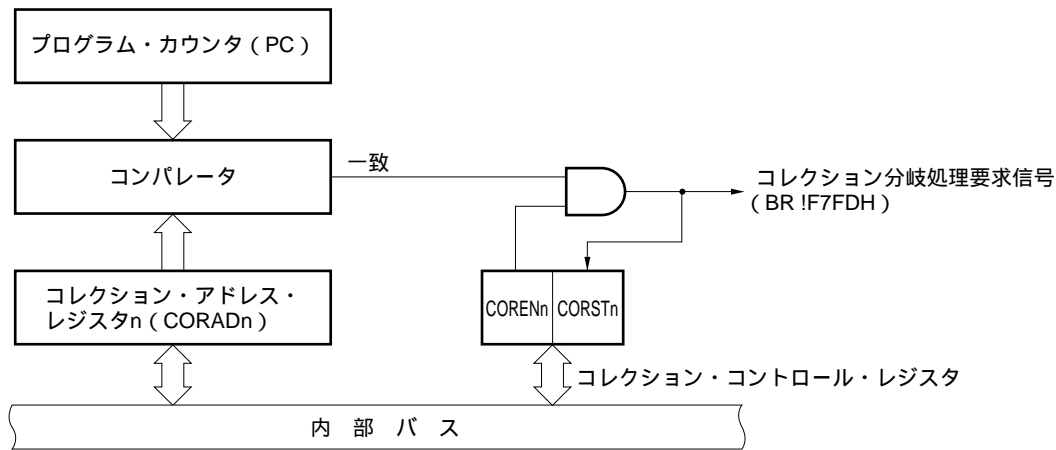 プログラム・カウンタ（PC）
コンパレータ
一致
コレクション分岐処理要求信号
（BR !F7FDH）
コレクション・アドレス・
レジスタn（CORADn）
CORENn
CORSTn
コレクション・コントロール・レジスタ
内 部 バ ス